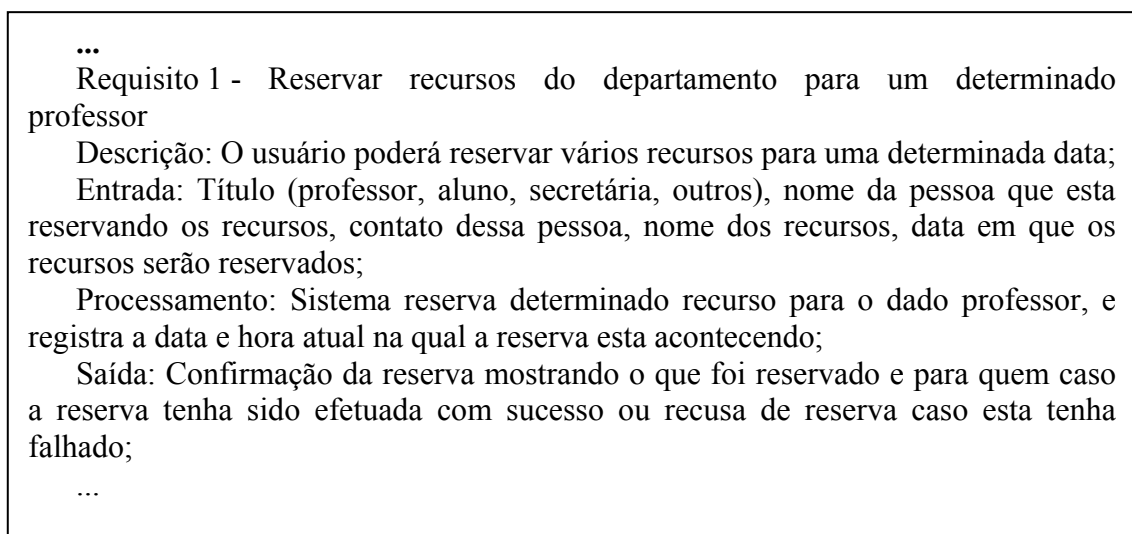 ...
Requisito 1 - Reservar recursos do departamento para um determinado
professor
Descrição: O usuário poderá reservar vários recursos para uma determinada data;
Entrada: Título (professor, aluno, secretária, outros), nome da pessoa que esta
reservando os recursos, contato dessa pessoa, nome dos recursos, data em que os
recursos serão reservados;
Processamento: Sistema reserva determinado recurso para o dado professor, e
registra a data e hora atual na qual a reserva esta acontecendo;
Saída: Confirmação da reserva mostrando o que foi reservado e para quem caso
a reserva tenha sido efetuada com sucesso ou recusa de reserva caso esta tenha
falhado;
...